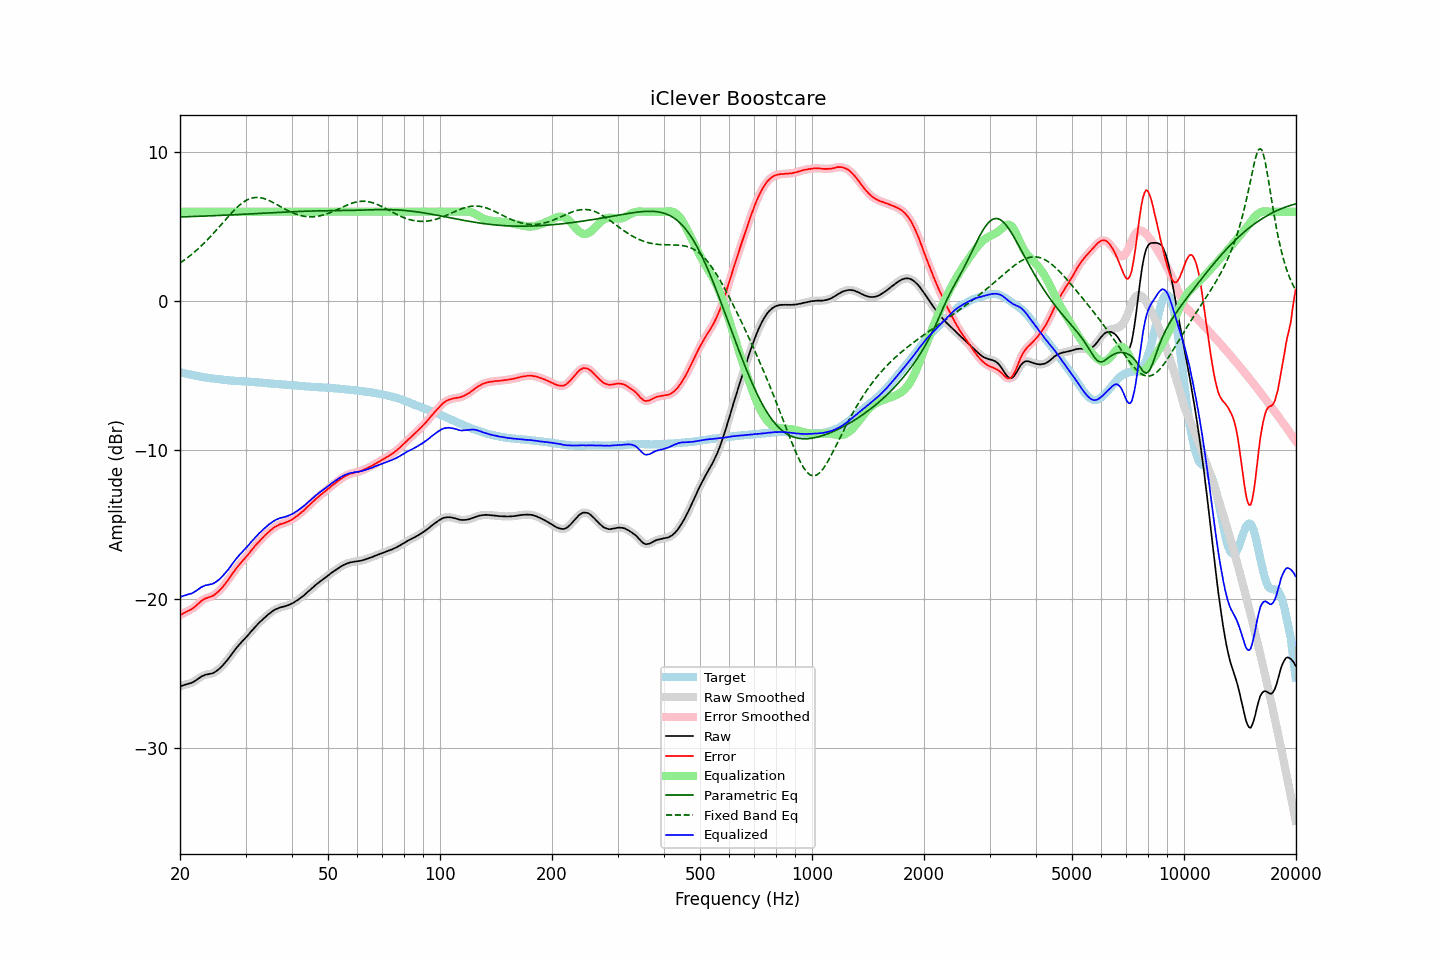 iClever Boostcare
10
0
−10
−20
−30
Amplitude (dBr)
20
50
100
200
500
1000
2000
5000
10000
20000
Frequency (Hz)
Target
Raw Smoothed
Error Smoothed
Raw
Error
Equalization
Parametric Eq
Fixed Band Eq
Equalized